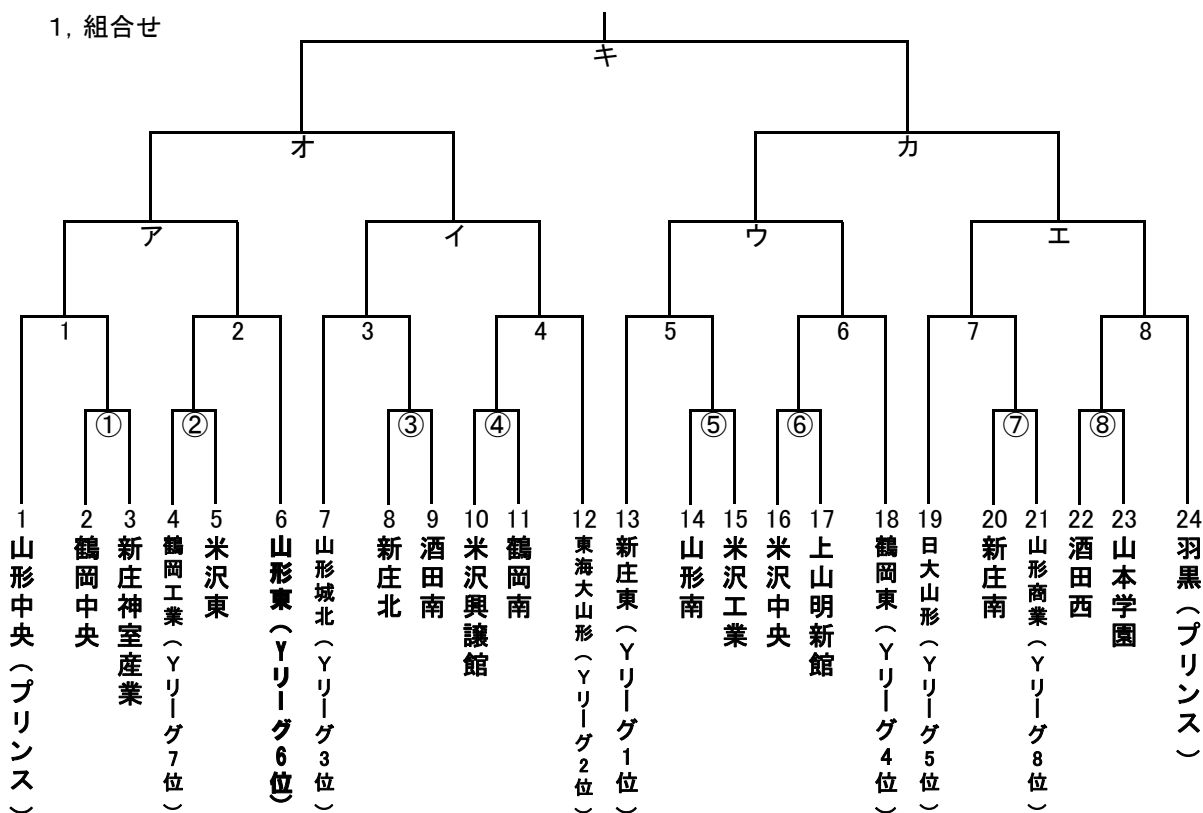 1, 組合せ
キ
オ
カ
ア
イ
ウ
エ
1
2
3
4
5
6
7
8
①
②
③
④
⑤
⑥
⑦
⑧
1 山形中央（プリンス）
2 鶴岡中央
3 新庄神室産業
4 鶴岡工業（Yリーグ7位）
5 米沢東
6 山形東（Yリーグ6位）
7 山形城北（Yリーグ3位）
8 新庄北
9 酒田南
10 米沢興譲館
11 鶴岡南
12 東海大山形（Yリーグ2位）
13 新庄東（Yリーグ1位）
14 山形南
15 米沢工業
16 米沢中央
17 上山明新館
18 鶴岡東（Yリーグ4位）
19 日大山形（Yリーグ5位）
20 新庄南
21 山形商業（Yリーグ8位）
22 酒田西
23 山本学園
24 羽黒（プリンス）